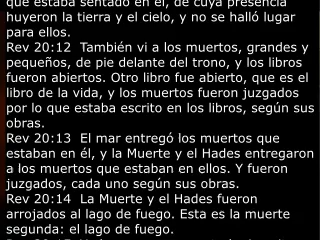 que estaba sentado en él, de cuya presencia
huyeron la tierra y el cielo, y no se halló lugar
para ellos.
Rev 20:12  También vi a los muertos, grandes y
pequeños, de pie delante del trono, y los libros
fueron abiertos. Otro libro fue abierto, que es el
libro de la vida, y los muertos fueron juzgados
por lo que estaba escrito en los libros, según sus
obras.
Rev 20:13  El mar entregó los muertos que
estaban en él, y la Muerte y el Hades entregaron
a los muertos que estaban en ellos. Y fueron
juzgados, cada uno según sus obras.
Rev 20:14  La Muerte y el Hades fueron
arrojados al lago de fuego. Esta es la muerte
segunda: el lago de fuego.